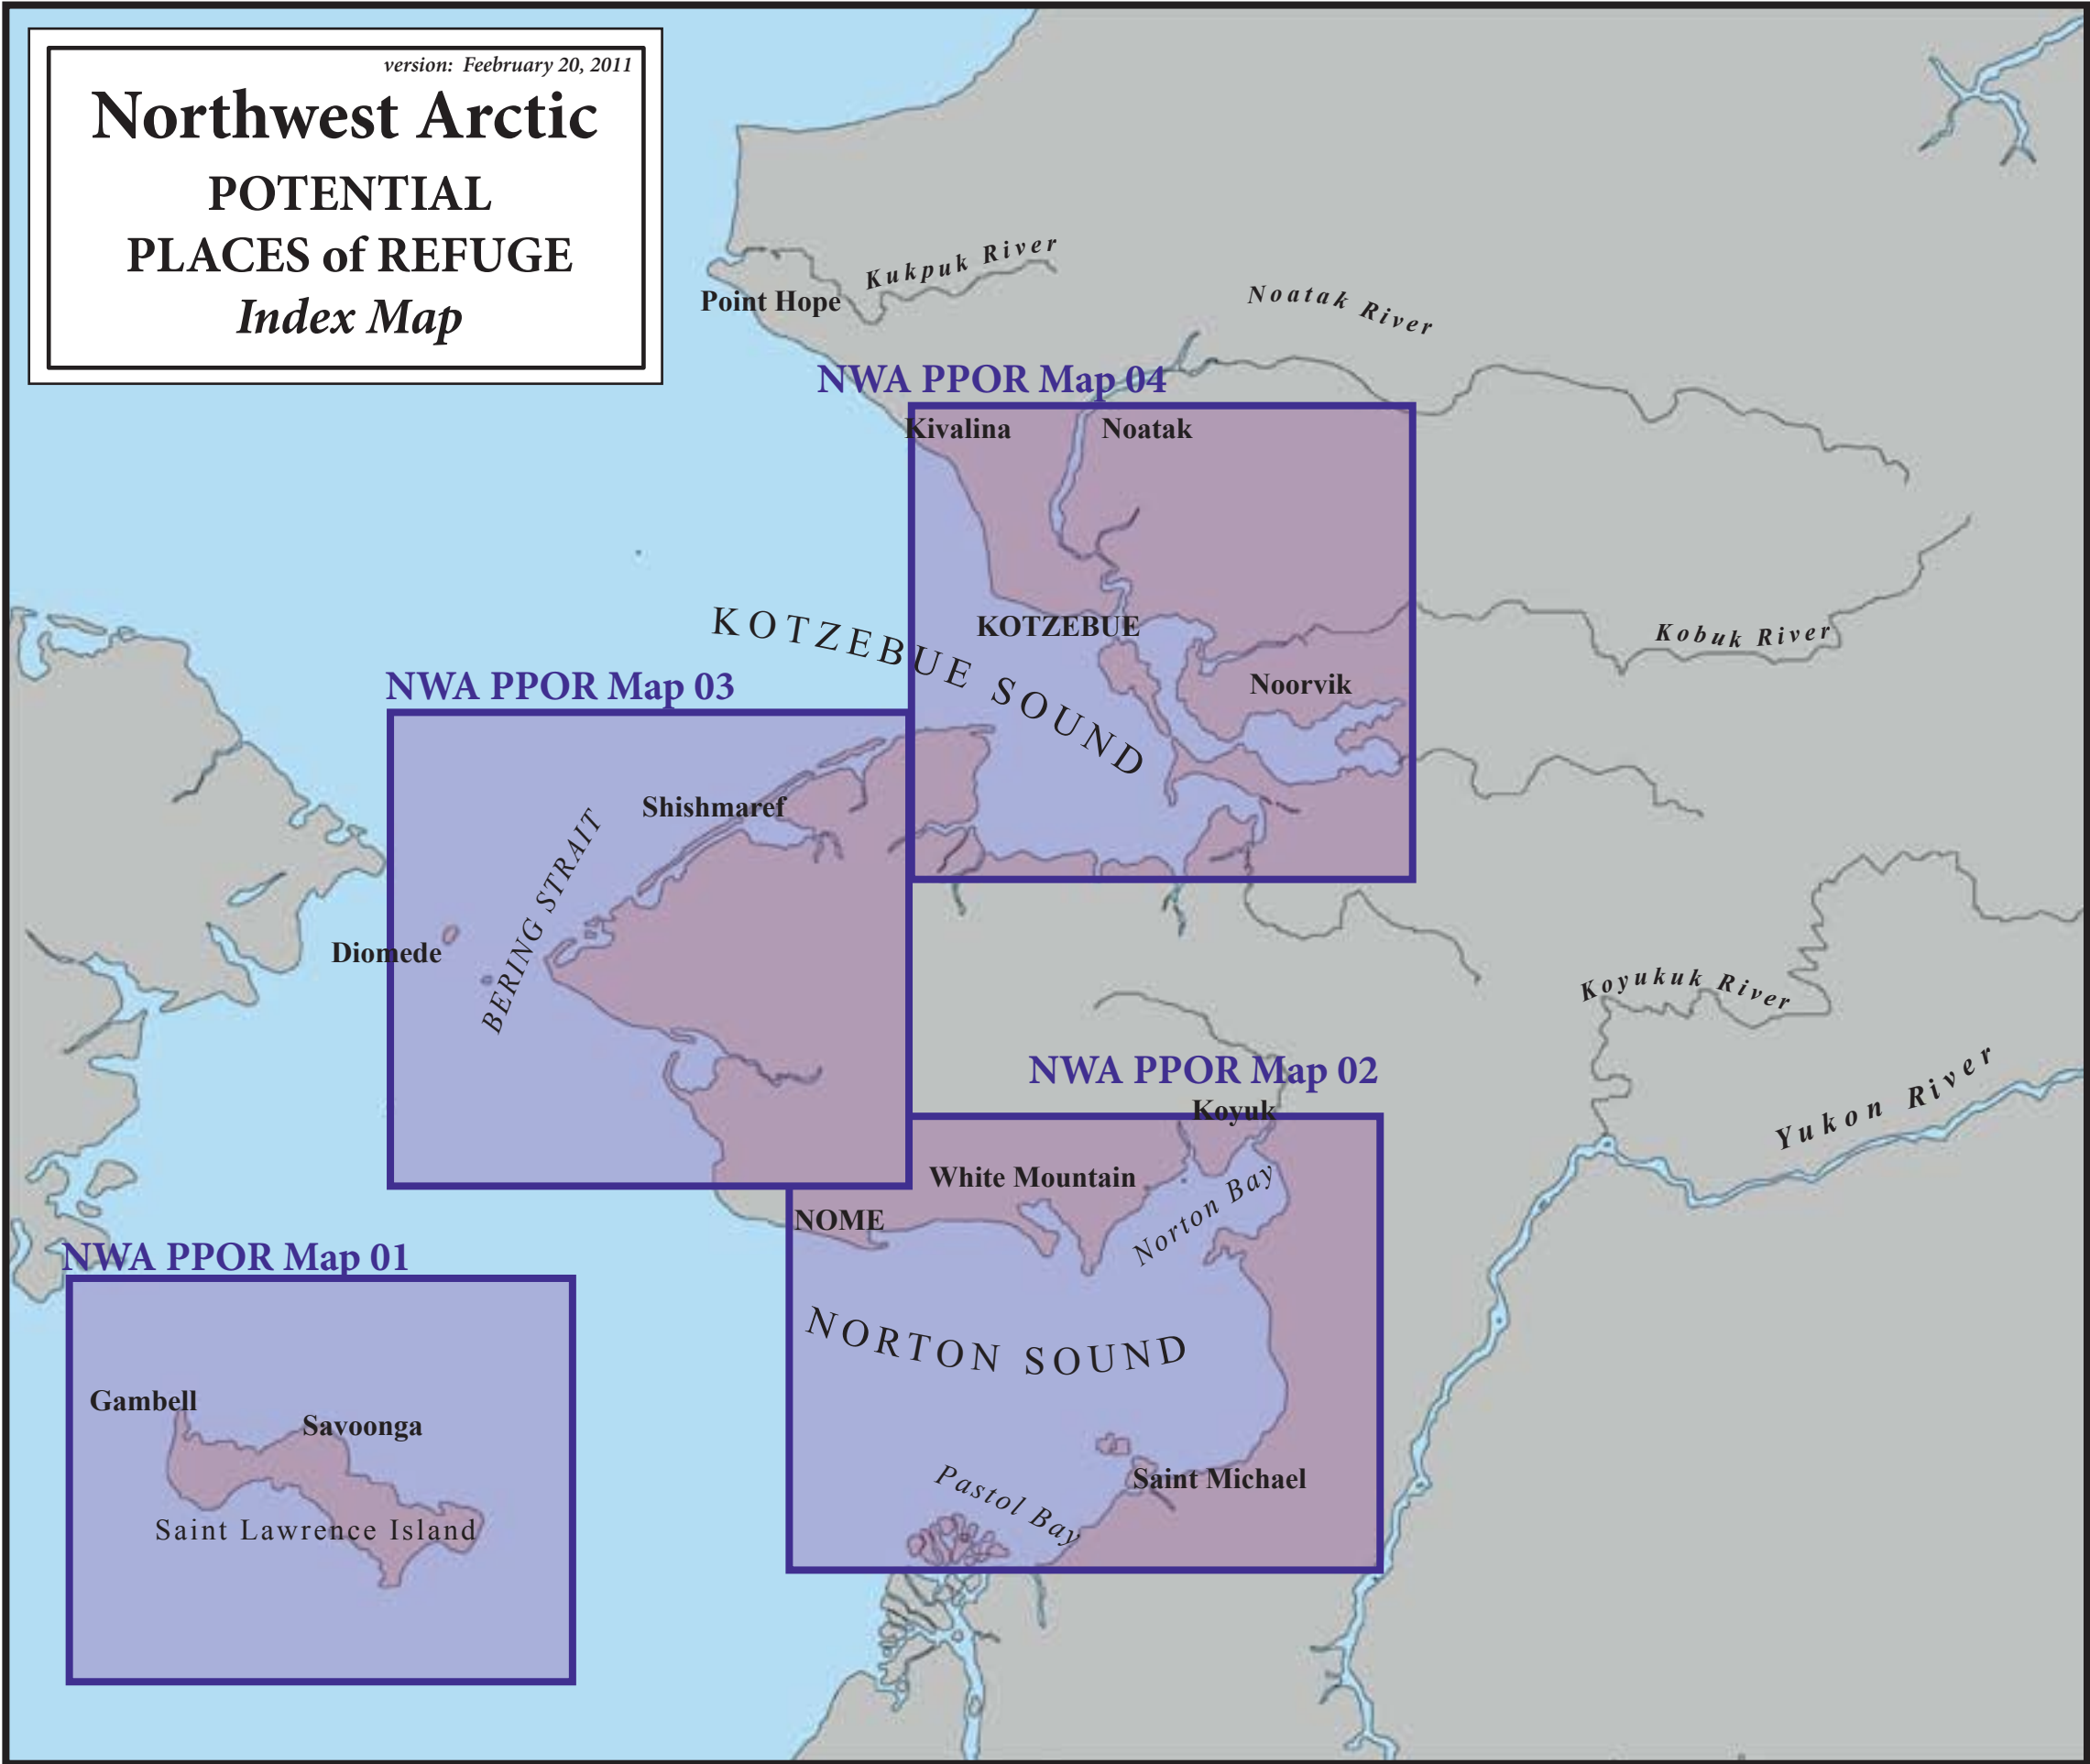 version: Feebruary 20, 2011
Northwest Arctic
POTENTIAL
PLACES of REFUGE
Index Map
Kukpuk River
Point Hope
Noatak River
NWA PPOR Map 04
Kivalina
Noatak
KOTZEBUE
KOTZEBUE SOUND
Kobuk River
Noorvik
NWA PPOR Map 03
Shishmaref
BERING STRAIT
Diomede
Koyukuk River
Yukon River
NWA PPOR Map 02
Koyuk
White Mountain
Norton Bay
NOME
NORTON SOUND
Saint Michael
Pastol Bay
NWA PPOR Map 01
Gambell
Savoonga
Saint Lawrence Island